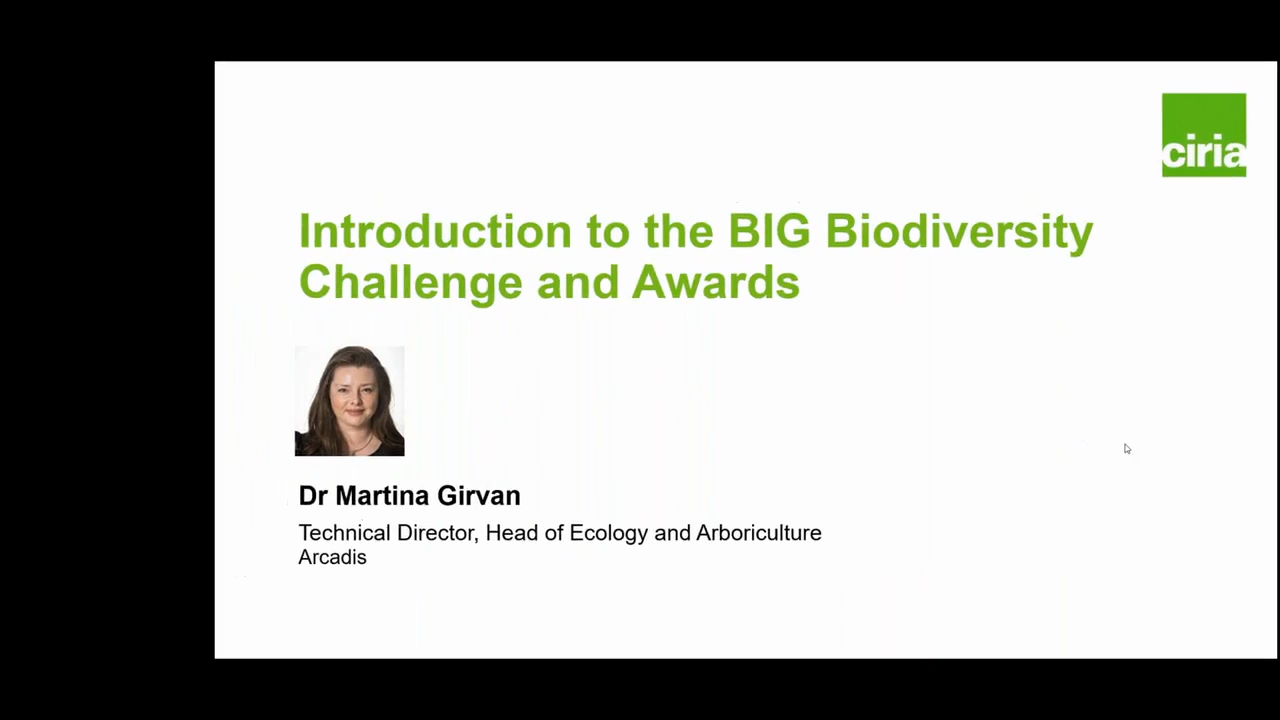 ciria
Introduction to the BIG Biodiversity
Challenge and Awards
Dr Martina Girvan
Technical Director, Head of Ecology and Arboriculture
Arcadis